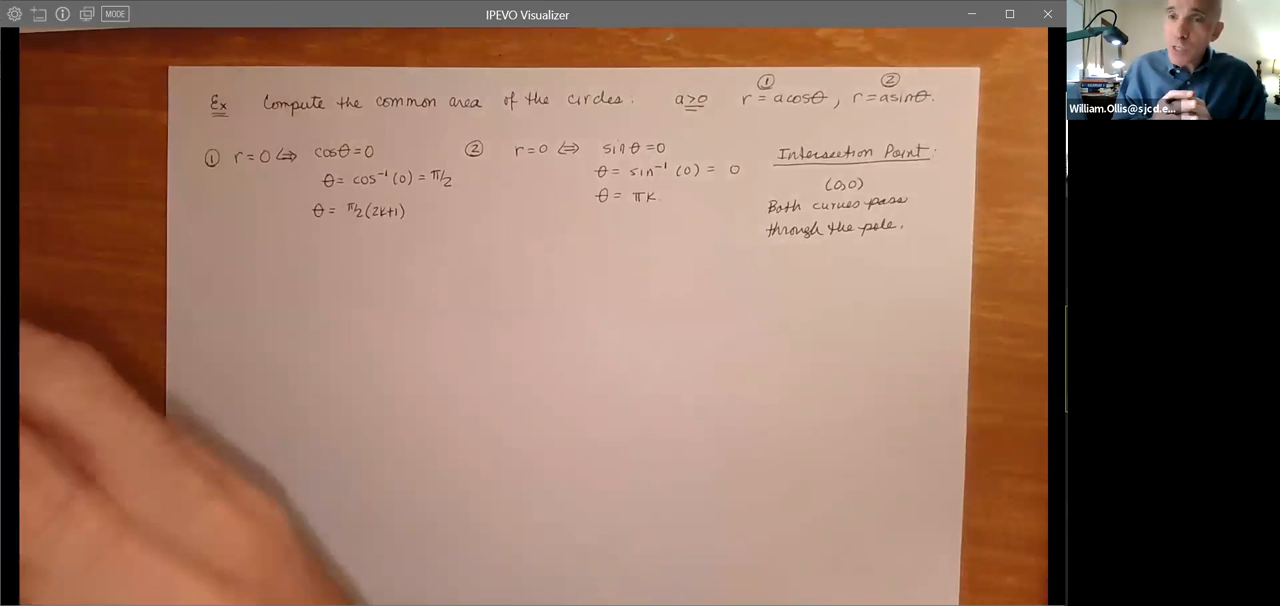 MODE
IPEVO Visualizer
William.Ollis@sjcd.e...
① ②
Ex Compute the common area of the circles. a>0 r = acosθ, r = asinθ.
① r=0 ⇔ cosθ=0
θ= cos⁻¹(0) = π/2
θ= π/2(2k+1)
② r=0 ⇔ sinθ=0
θ= sin⁻¹(0) = 0
θ= πk
Intersection Point:
(0,0)
Both curves pass
through the pole.